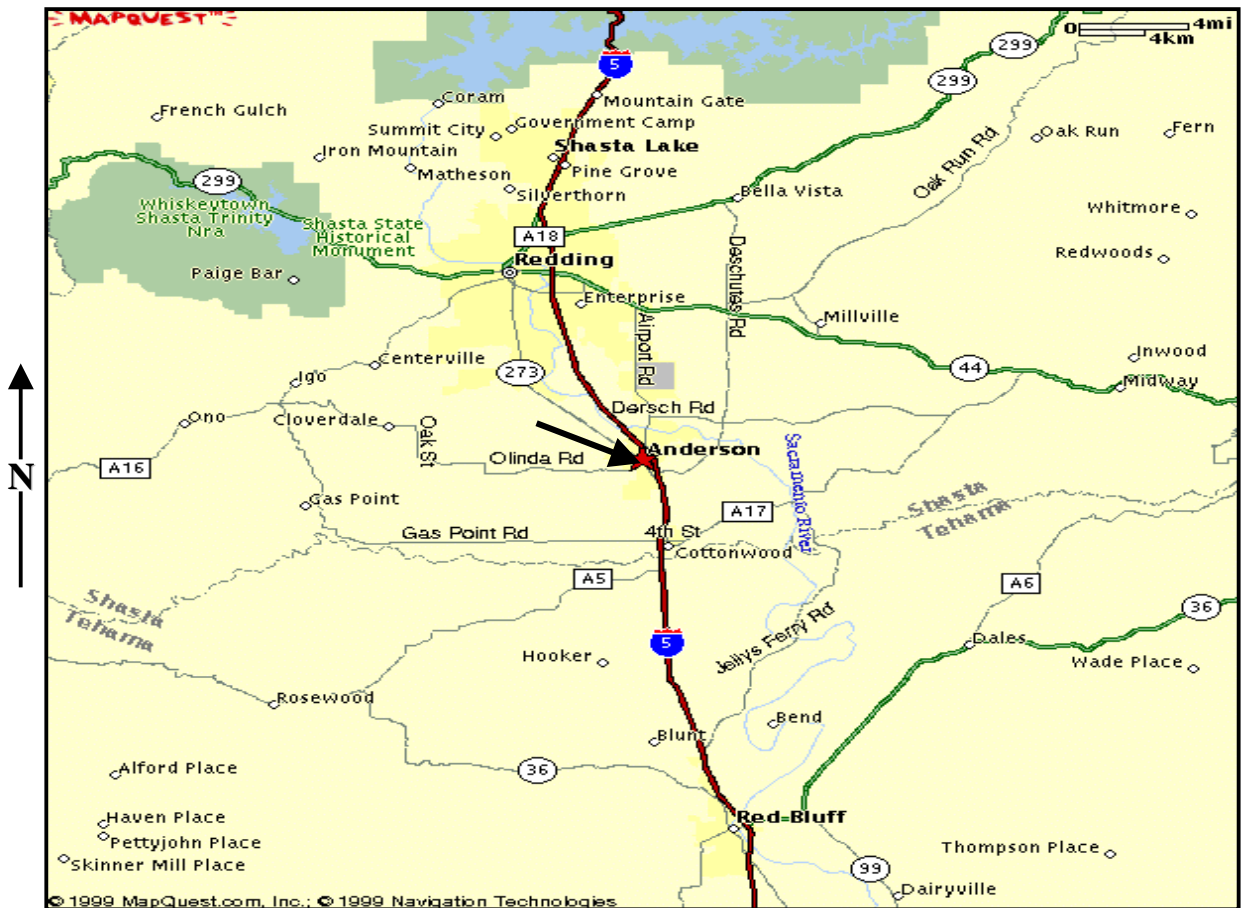 MAPQUEST™
0 4mi
4km
5
299
299
Coram
Mountain Gate
French Gulch
Summit City
Government Camp
Oak Run
Fern
Iron Mountain
Shasta Lake
Oak Run Rd
Matheson
Pine Grove
299
Silverthorn
Bella Vista
Whiskeytown
Shasta Trinity
Nra
Shasta State
Historical
Monument
Whitmore
A18
Redding
Redwoods
Paige Bar
Enterprise
Deschutes Rd
Airport Rd
Millville
Centerville
Inwood
273
44
Igo
Midway
Dersch Rd
Ono
Cloverdale
Oak St
Anderson
Olinda Rd
A16
N
Sacramento River
Gas Point
A17
Shasta
Tehama
Gas Point Rd
4th St
Cottonwood
A5
A6
Shasta
Tehama
36
5
Jellys Ferry Rd
Dales
Hooker
Wade Place
Rosewood
Bend
Blunt
Alford Place
36
Haven Place
Red Bluff
Pettyjohn Place
Thompson Place
Skinner Mill Place
99
Dairyville
© 1999 MapQuest.com, Inc.; © 1999 Navigation Technologies